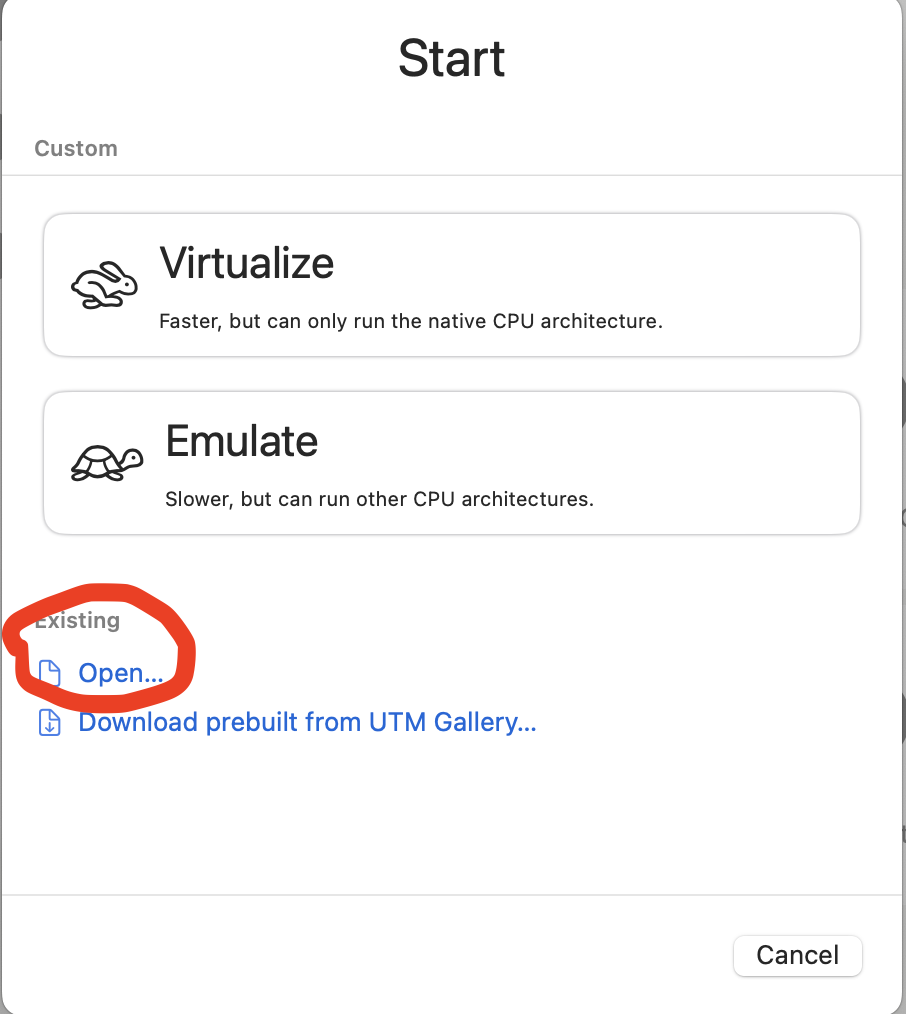 Start
Custom
Virtualize
Faster, but can only run the native CPU architecture.
Emulate
Slower, but can run other CPU architectures.
Existing
Open...
Download prebuilt from UTM Gallery...
Cancel